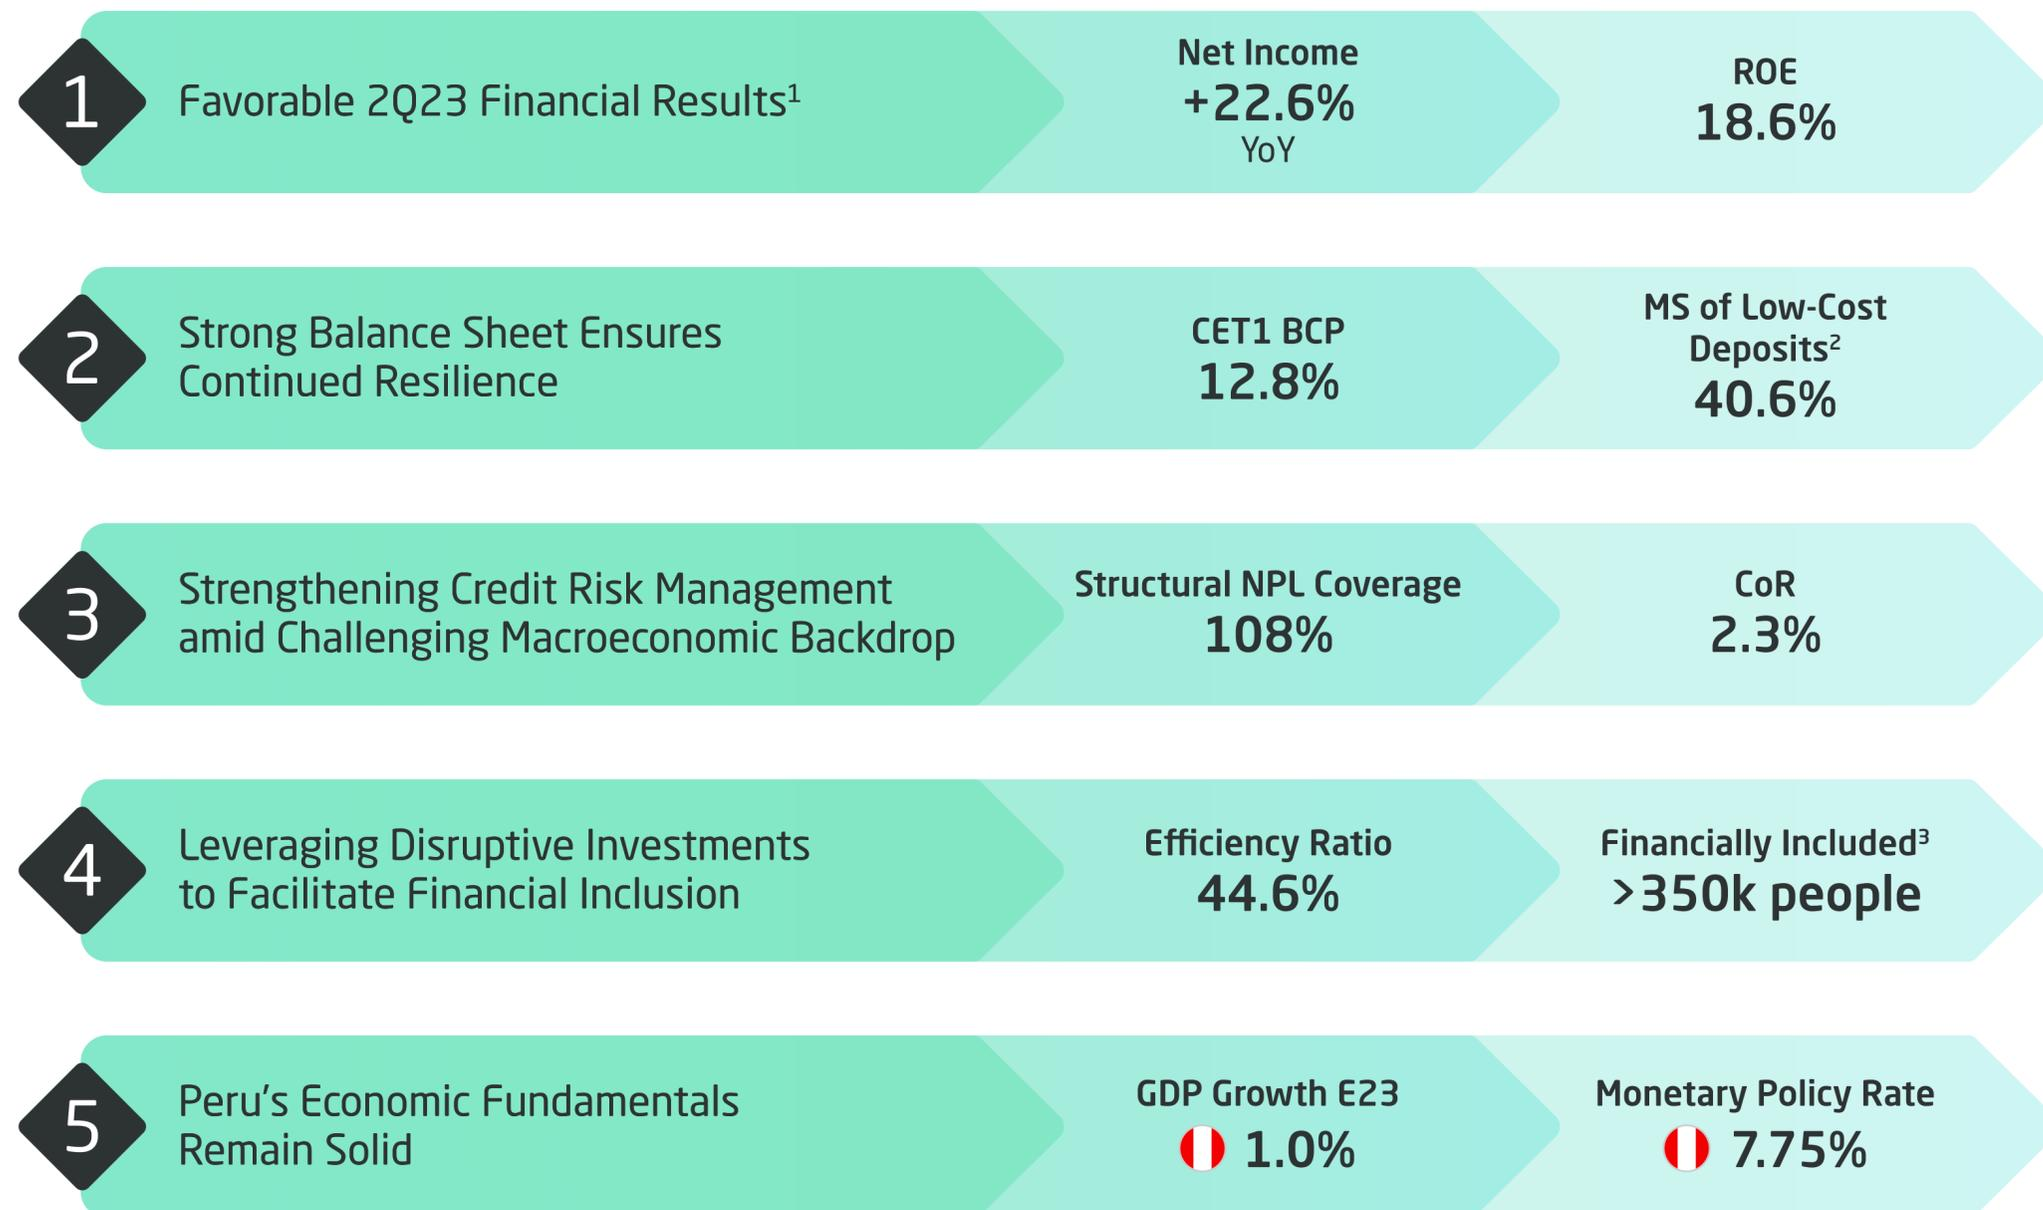 1
Favorable 2Q23 Financial Results¹
Net Income
+22.6%
YoY
ROE
18.6%
2
Strong Balance Sheet Ensures
Continued Resilience
CET1 BCP
12.8%
MS of Low-Cost
Deposits²
40.6%
3
Strengthening Credit Risk Management
amid Challenging Macroeconomic Backdrop
Structural NPL Coverage
108%
CoR
2.3%
4
Leveraging Disruptive Investments
to Facilitate Financial Inclusion
Efficiency Ratio
44.6%
Financially Included³
>350k people
5
Peru's Economic Fundamentals
Remain Solid
GDP Growth E23
1.0%
Monetary Policy Rate
7.75%